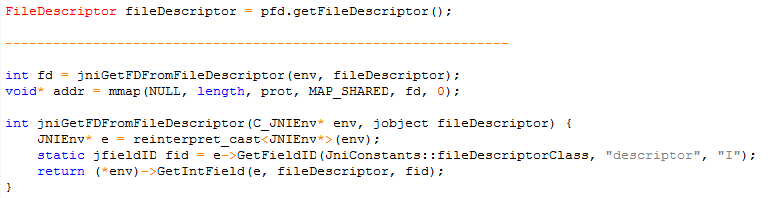 FileDescriptor fileDescriptor = pfd.getFileDescriptor();
---------------------------------------------------------------
int fd = jniGetFDFromFileDescriptor(env, fileDescriptor);
void* addr = mmap(NULL, length, prot, MAP_SHARED, fd, 0);
int jniGetFDFromFileDescriptor(C_JNIEnv* env, jobject fileDescriptor) {
    JNIEnv* e = reinterpret_cast<JNIEnv*>(env);
    static jfieldID fid = e->GetFieldID(JniConstants::fileDescriptorClass, "descriptor", "I");
    return (*env)->GetIntField(e, fileDescriptor, fid);
}